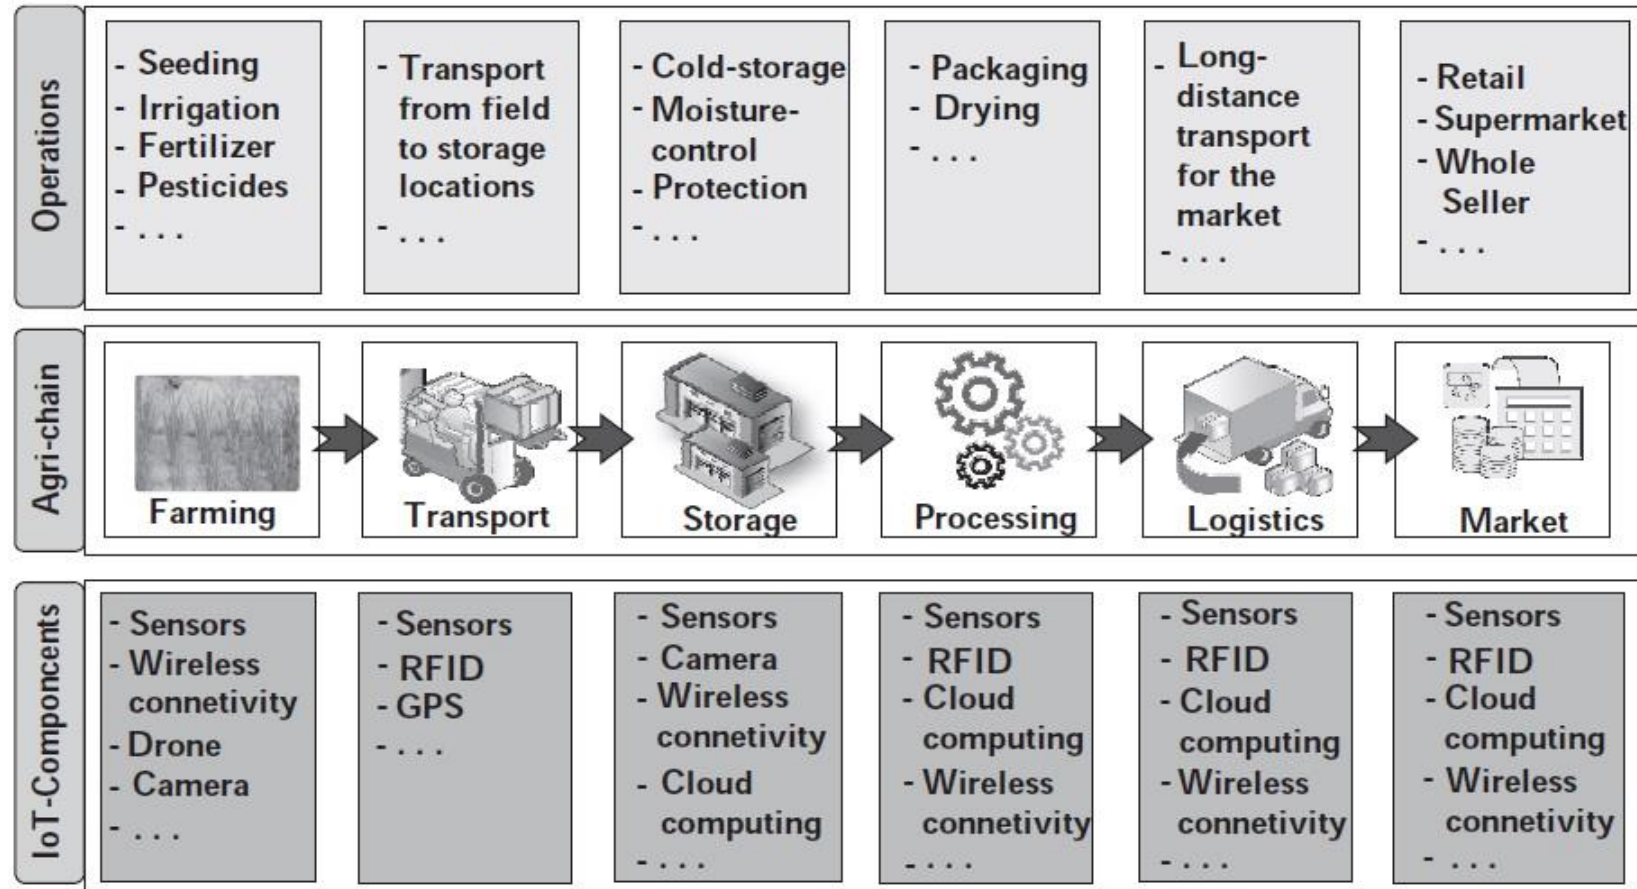 Operations
- Seeding
- Irrigation
- Fertilizer
- Pesticides
- . . .
- Transport
from field
to storage
locations
- . . .
- Cold-storage
- Moisture-
control
- Protection
- . . .
- Packaging
- Drying
- . . .
- Long-
distance
transport
for the
market
- . . .
- Retail
- Supermarket
- Whole
Seller
- . . .
Agri-chain
Farming
Transport
Storage
Processing
Logistics
Market
IoT-Componcents
- Sensors
- Wireless
connetivity
- Drone
- Camera
- . . .
- Sensors
- RFID
- GPS
- . . .
- Sensors
- Camera
- Wireless
connetivity
- Cloud
computing
- . . .
- Sensors
- RFID
- Cloud
computing
- Wireless
connetivity
- . . .
- Sensors
- RFID
- Cloud
computing
- Wireless
connetivity
- . . .
- Sensors
- RFID
- Cloud
computing
- Wireless
connetivity
- . . .